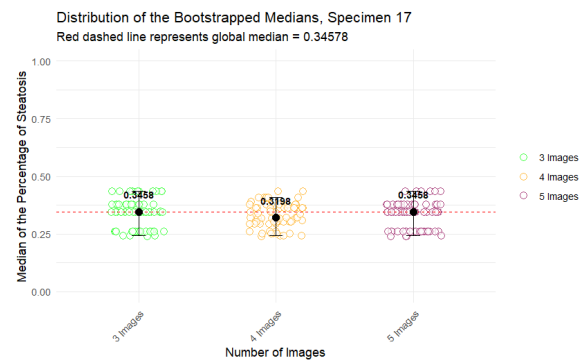 Distribution of the Bootstrapped Medians, Specimen 17
Red dashed line represents global median = 0.34578
Median of the Percentage of Steatosis
1.00
0.75
0.50
0.25
0.00
0.3458
0.3198
0.3458
3 Images
4 Images
5 Images
Number of Images
3 Images
4 Images
5 Images